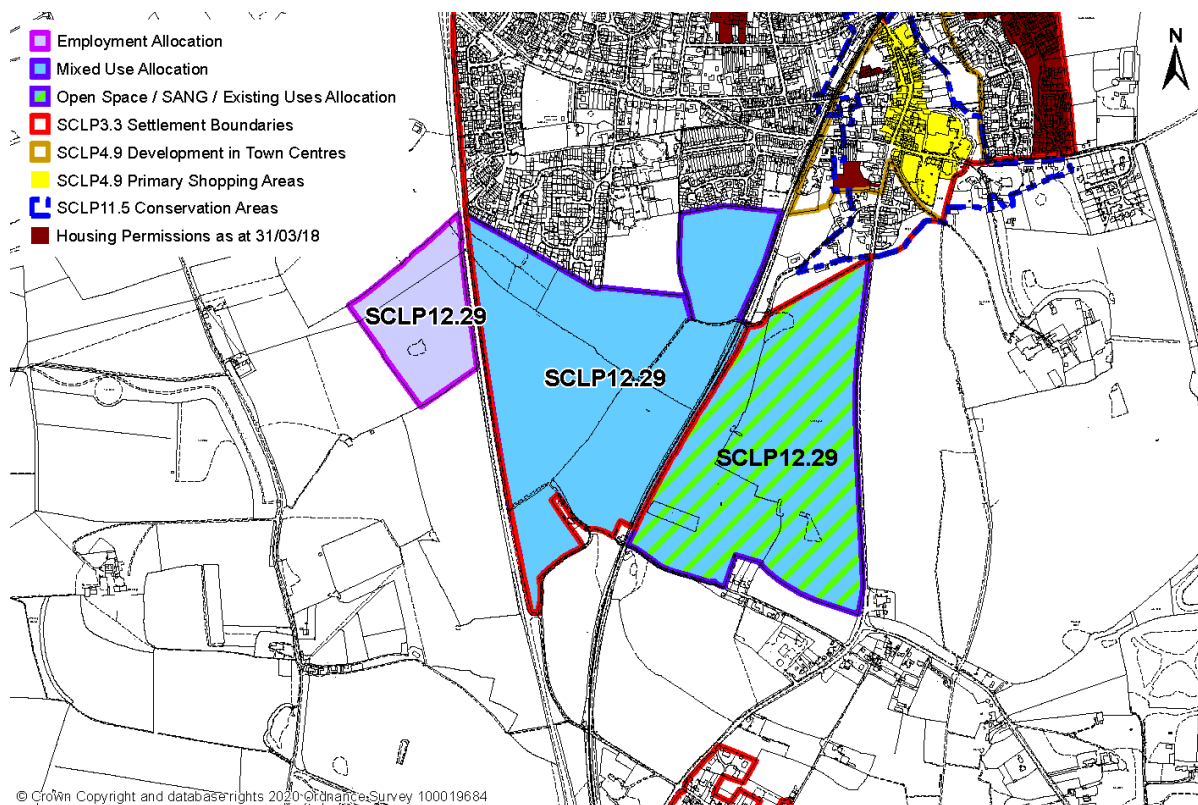 Employment Allocation
Mixed Use Allocation
Open Space / SANG / Existing Uses Allocation
SCLP3.3 Settlement Boundaries
SCLP4.9 Development in Town Centres
SCLP4.9 Primary Shopping Areas
SCLP11.5 Conservation Areas
Housing Permissions as at 31/03/18
N
SCLP12.29
SCLP12.29
SCLP12.29
© Crown Copyright and database rights 2020 Ordnance Survey 100019684